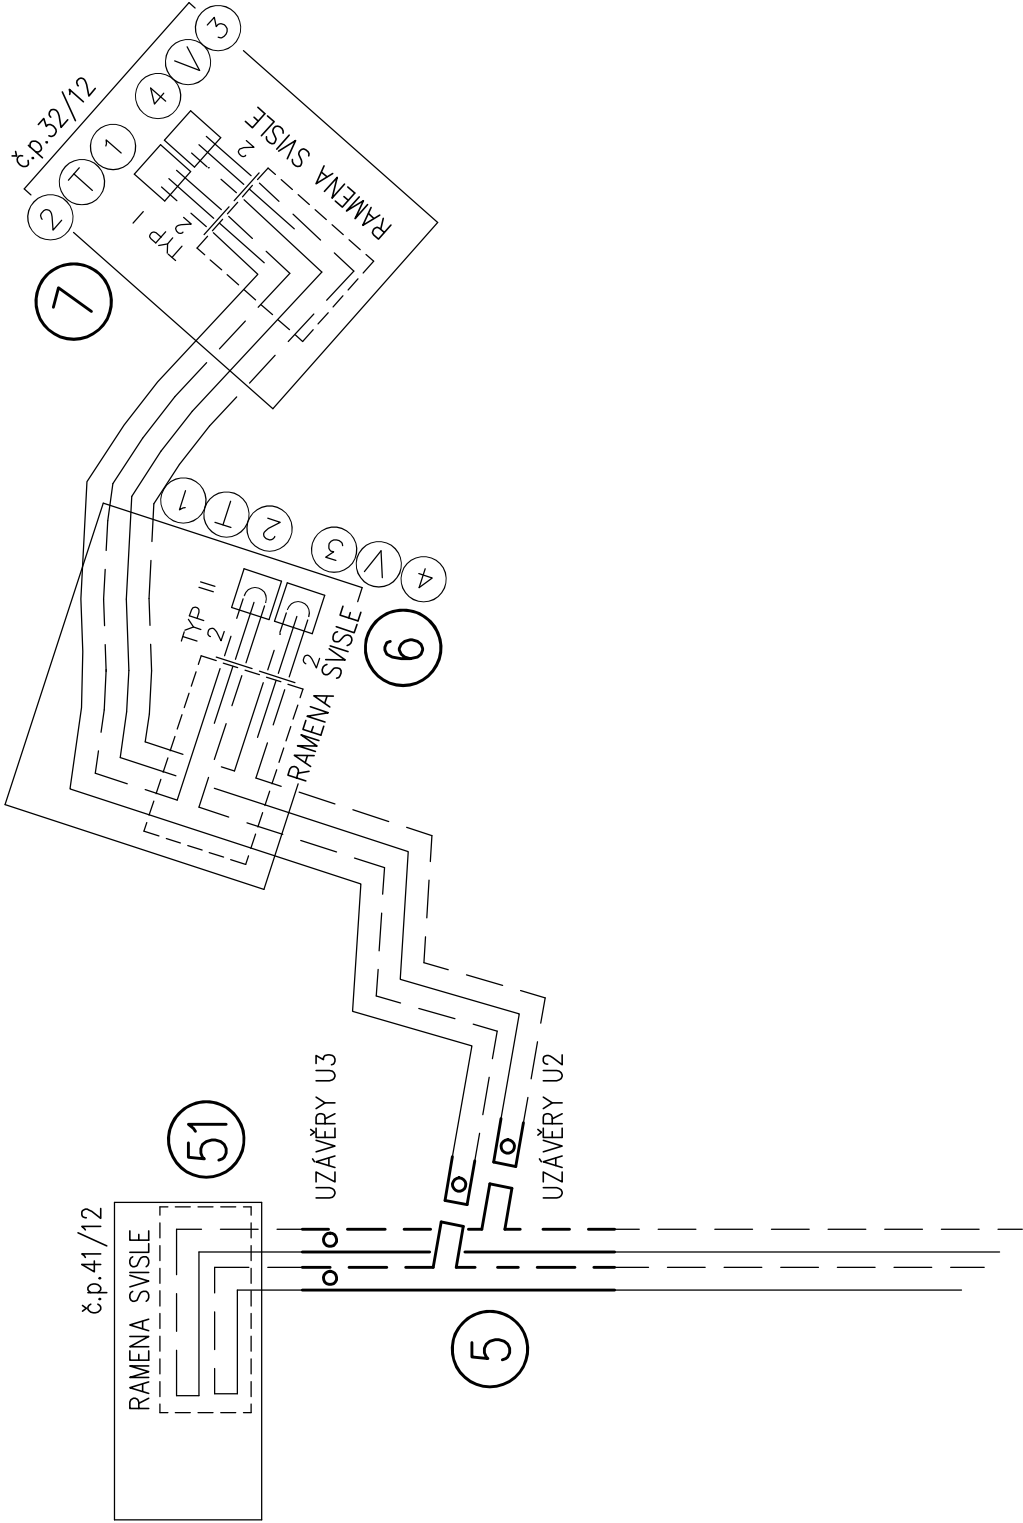 č.p.32/12
2
T
1
4
V
3
TYP I
2
2
RAMENA SVISLE
7
1
T
2
3
V
4
TYP II
2
2
RAMENA SVISLE
6
51
UZÁVĚRY U3
UZÁVĚRY U2
č.p.41/12
RAMENA SVISLE
5